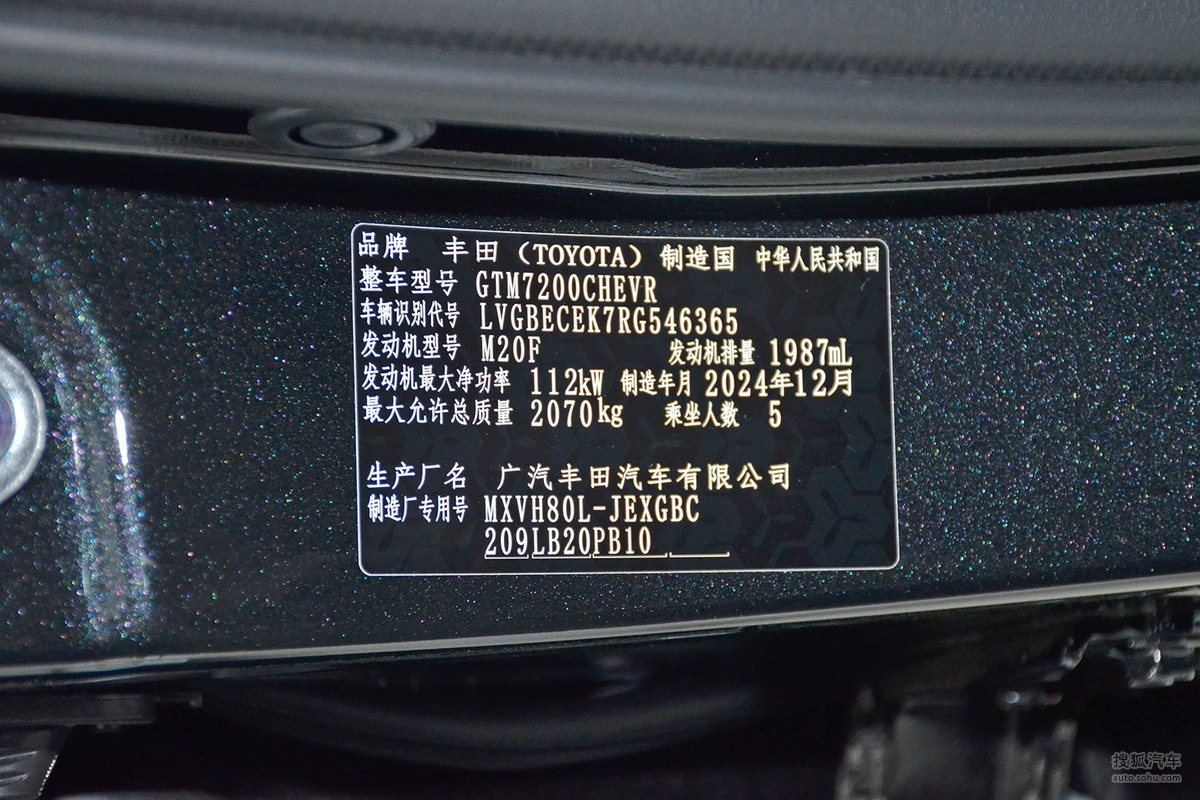 品牌 丰田（TOYOTA）制造国 中华人民共和国
整车型号 GTM7200CHEVR
车辆识别代号 LVGBECEK7RG546365
发动机型号 M20F 发动机排量 1987mL
发动机最大净功率 112kW 制造年月 2024年12月
最大允许总质量 2070kg 乘坐人数 5
生产厂名 广汽丰田汽车有限公司
制造厂专用号 MXVH80L-JEXGBC
209LB20PB10
搜狐汽车
auto.sohu.com